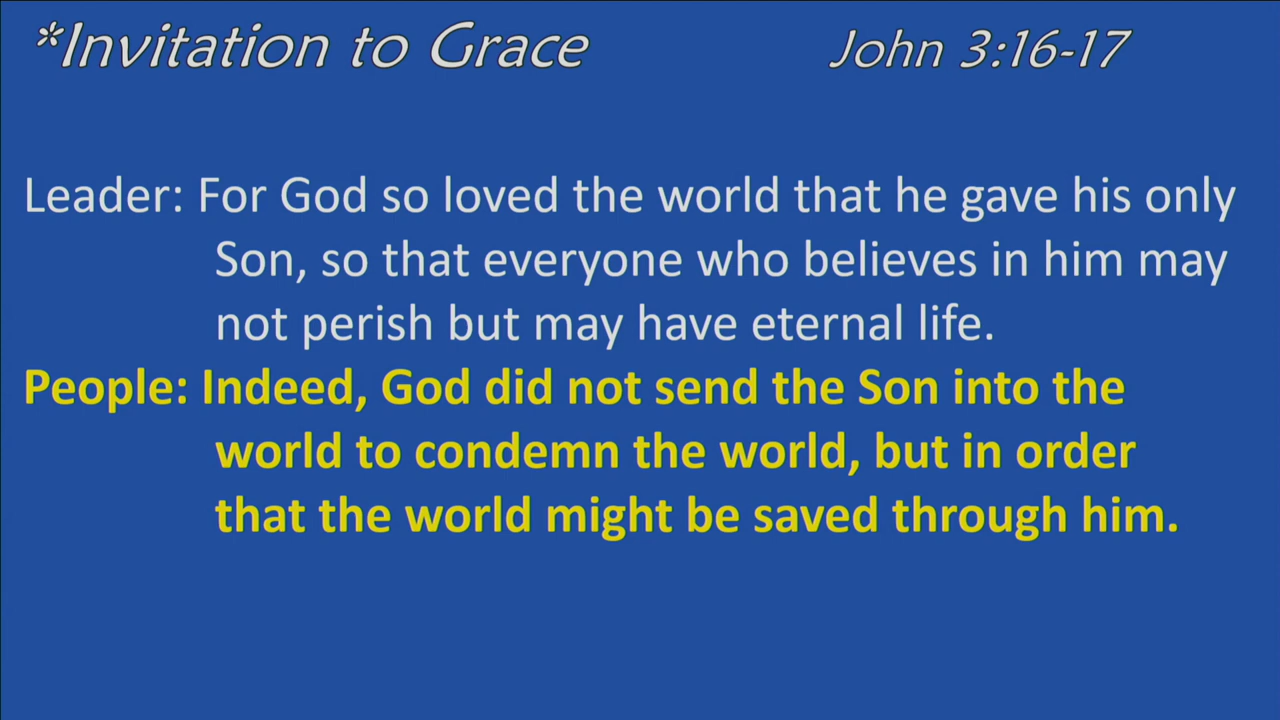 *Invitation to Grace John 3:16-17
Leader: For God so loved the world that he gave his only
Son, so that everyone who believes in him may
not perish but may have eternal life.
People: Indeed, God did not send the Son into the
world to condemn the world, but in order
that the world might be saved through him.